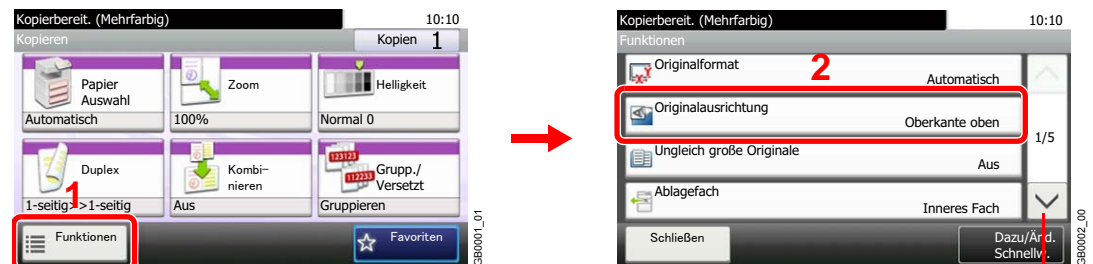 Kopierbereit. (Mehrfarbig) 10:10
Kopieren Kopien 1
Papier
Auswahl
Automatisch
Zoom
100%
Helligkeit
Normal 0
Duplex
1-seitig>>1-seitig
Kombi-
nieren
Aus
123123
112233
Grupp./
Versetzt
Gruppieren
1
Funktionen
Favoriten
GB0001_01
Kopierbereit. (Mehrfarbig) 10:10
Funktionen
2
Originalformat
Automatisch
Originalausrichtung
Oberkante oben
1/5
Ungleich große Originale
Aus
Ablagefach
Inneres Fach
Schließen
Dazu/Änd.
Schnellw.
GB0002_00